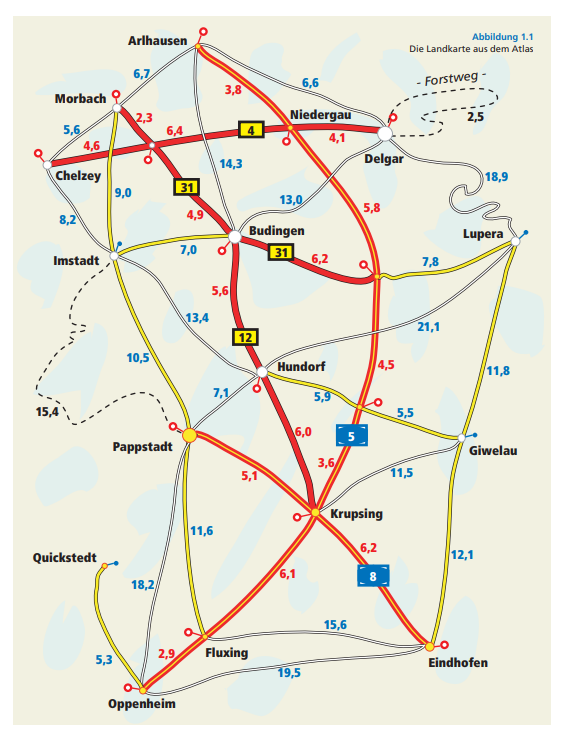 Abbildung 1.1
Die Landkarte aus dem Atlas
Arlhausen
6,7
3,8
6,6
- Forstweg -
2,5
Morbach
2,3
Niedergau
5,6
4,6
6,4
4
4,1
Delgar
Chelzey
14,3
31
9,0
13,0
18,9
8,2
4,9
5,8
Budingen
Lupera
7,0
31
6,2
7,8
Imstadt
5,6
13,4
21,1
12
10,5
Hundorf
4,5
11,8
7,1
5,9
15,4
5,5
5
Pappstadt
6,0
Giwelau
5,1
3,6
11,5
Krupsing
11,6
6,2
12,1
Quickstedt
18,2
6,1
8
15,6
5,3
2,9
Fluxing
Eindhofen
19,5
Oppenheim